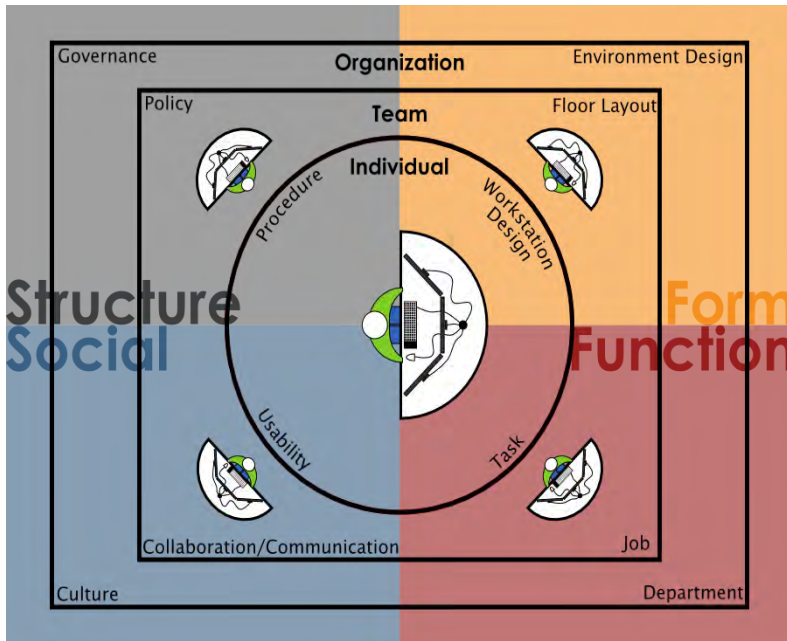 Governance
Organization
Environment Design
Policy
Team
Floor Layout
Individual
Procedure
Workstation
Design
Structure
Form
Social
Function
Usability
Task
Collaboration/Communication
Job
Culture
Department